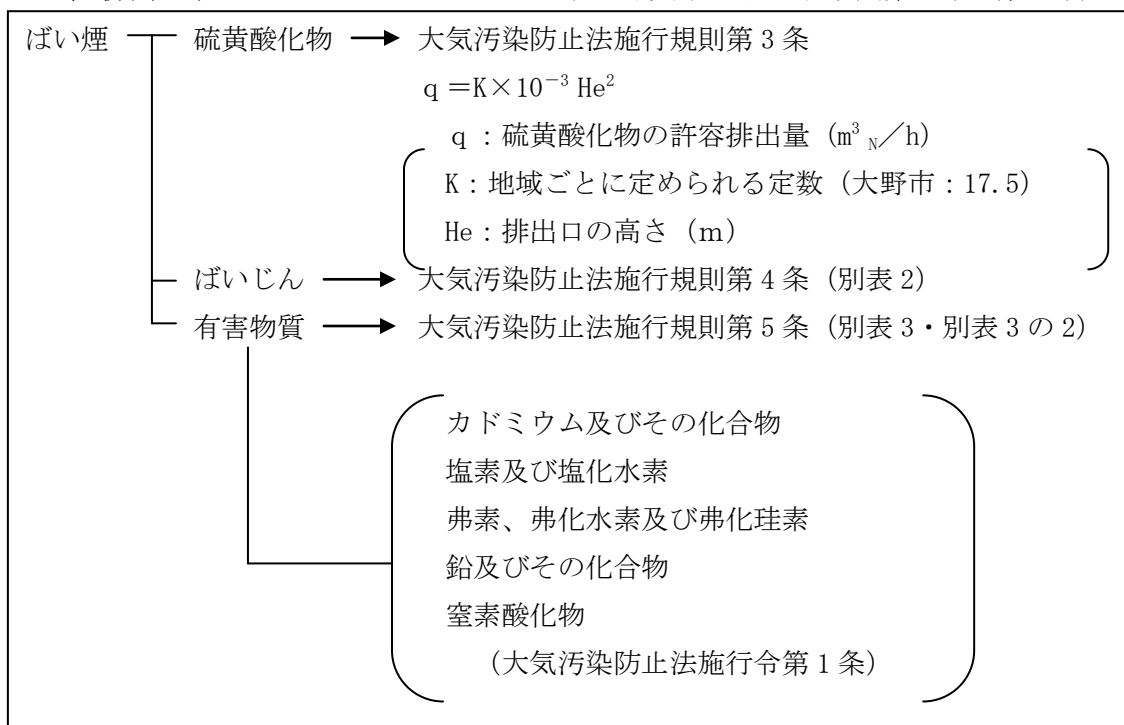 ばい煙 硫黄酸化物 大気汚染防止法施行規則第3条
q=K×10⁻³ He²
q:硫黄酸化物の許容排出量(m³N/h)
K:地域ごとに定められる定数(大野市:17.5)
He:排出口の高さ(m)
ばいじん 大気汚染防止法施行規則第4条(別表2)
有害物質 大気汚染防止法施行規則第5条(別表3・別表3の2)
カドミウム及びその化合物
塩素及び塩化水素
弗素、弗化水素及び弗化珪素
鉛及びその化合物
窒素酸化物
(大気汚染防止法施行令第1条)